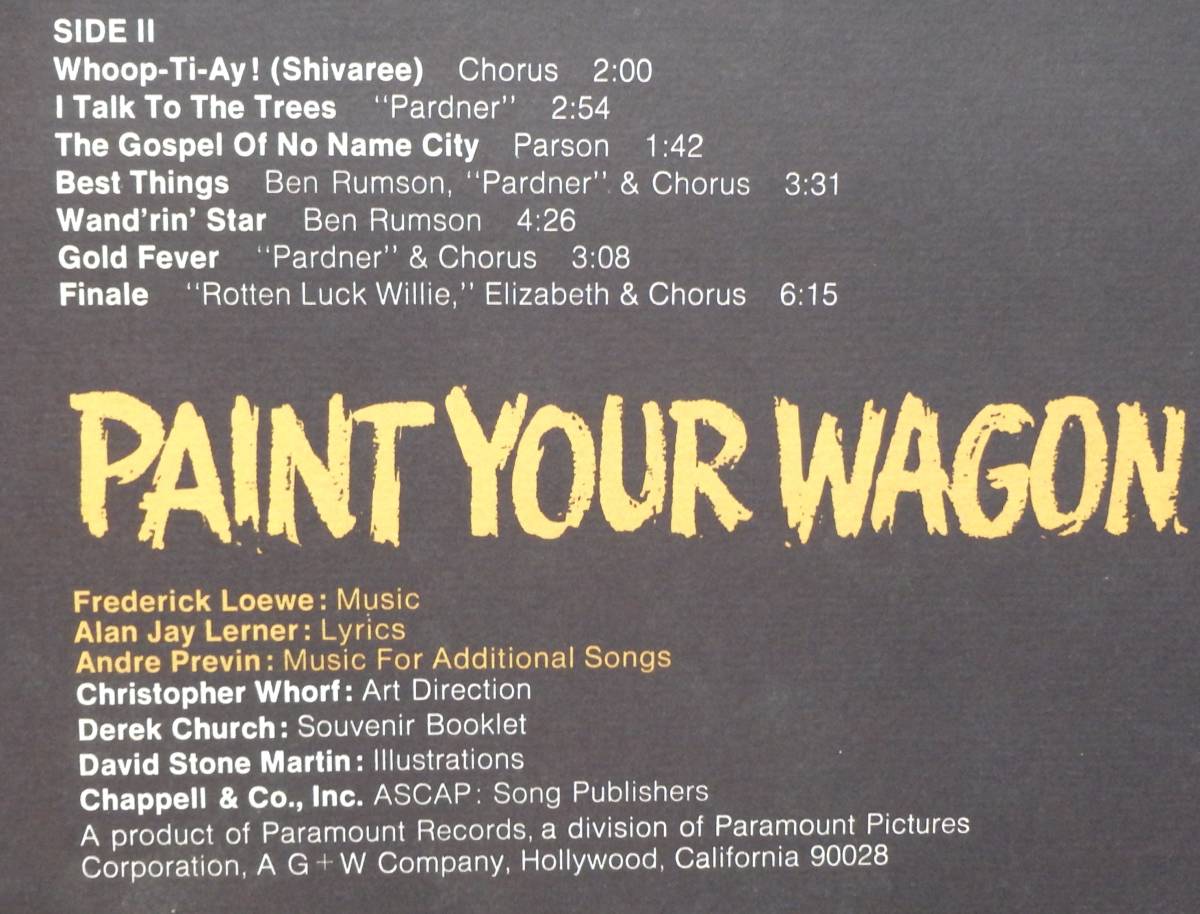 SIDE II
Whoop-Ti-Ay! (Shivaree) Chorus 2:00
I Talk To The Trees "Pardner" 2:54
The Gospel Of No Name City Parson 1:42
Best Things Ben Rumson, "Pardner" & Chorus 3:31
Wand'rin' Star Ben Rumson 4:26
Gold Fever "Pardner" & Chorus 3:08
Finale "Rotten Luck Willie," Elizabeth & Chorus 6:15
PAINT YOUR WAGON
Frederick Loewe: Music
Alan Jay Lerner: Lyrics
Andre Previn: Music For Additional Songs
Christopher Whorf: Art Direction
Derek Church: Souvenir Booklet
David Stone Martin: Illustrations
Chappell & Co., Inc. ASCAP: Song Publishers
A product of Paramount Records, a division of Paramount Pictures
Corporation, A G+W Company, Hollywood, California 90028